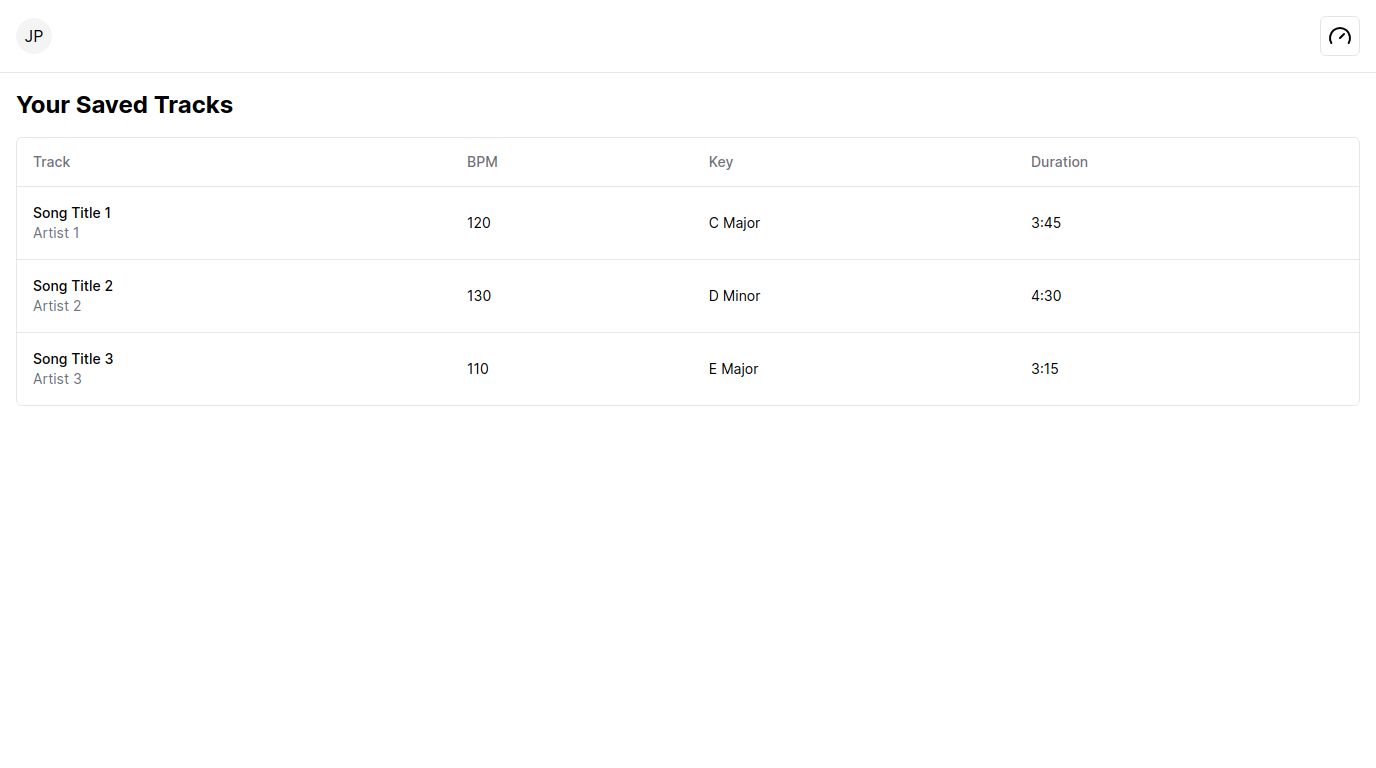 JP
Your Saved Tracks
Track BPM Key Duration
Song Title 1
Artist 1
120 C Major 3:45
Song Title 2
Artist 2
130 D Minor 4:30
Song Title 3
Artist 3
110 E Major 3:15